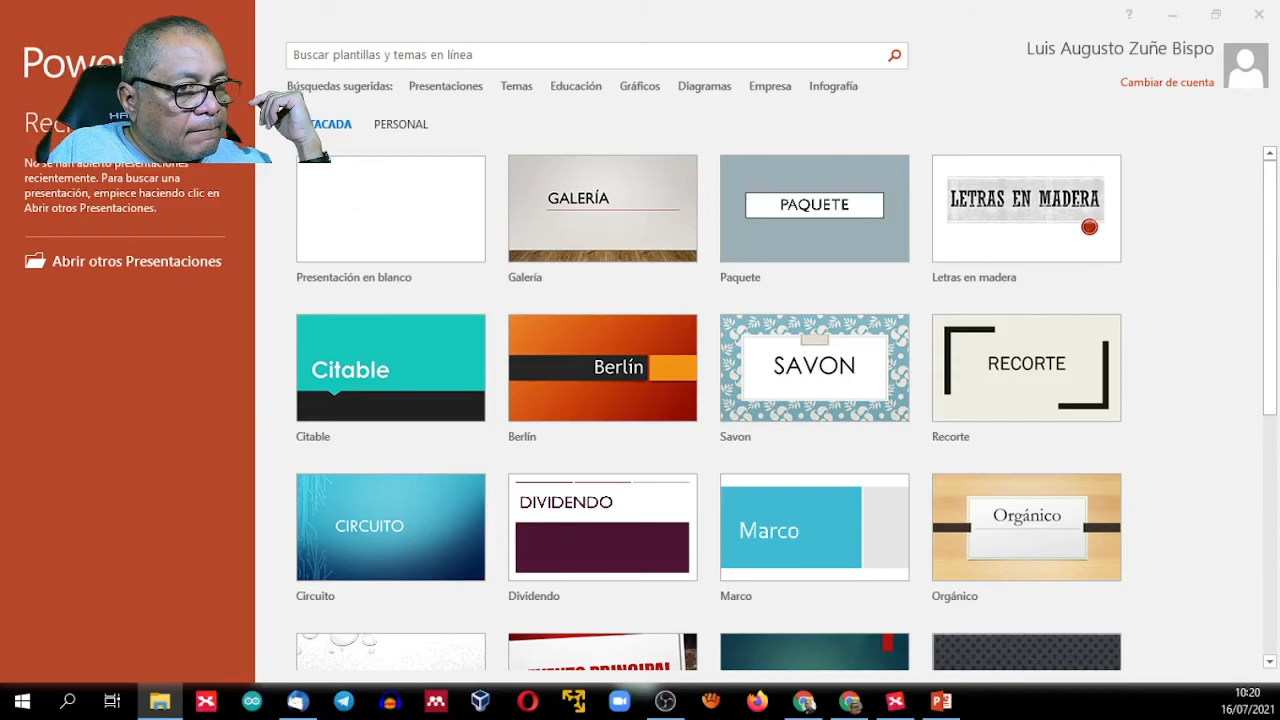 ?
Luis Augusto Zuñe Bispo
Cambiar de cuenta
Buscar plantillas y temas en línea
Búsquedas sugeridas: Presentaciones Temas Educación Gráficos Diagramas Empresa Infografía
PERSONAL
No se han abierto presentaciones
recientemente. Para buscar una
presentación, empiece haciendo clic en
Abrir otros Presentaciones.
Abrir otros Presentaciones
GALERÍA
PAQUETE
LETRAS EN MADERA
Presentación en blanco
Galería
Paquete
Letras en madera
Citable
Berlín
SAVON
RECORTE
Citable
Berlín
Savon
Recorte
CIRCUITO
DIVIDENDO
Marco
Orgánico
Circuito
Dividendo
Marco
Orgánico
10:20
16/07/2021